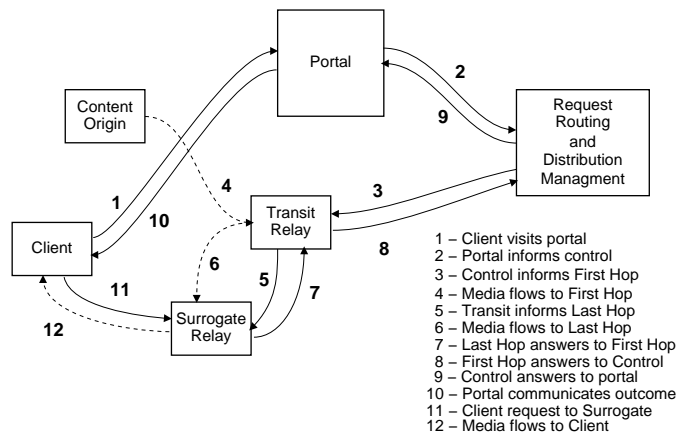 Portal
2
9
Content
Origin
Request
Routing
and
Distribution
Managment
1
10
4
3
Transit
Relay
8
Client
6
5
7
11
12
Surrogate
Relay
1 – Client visits portal
2 – Portal informs control
3 – Control informs First Hop
4 – Media flows to First Hop
5 – Transit informs Last Hop
6 – Media flows to Last Hop
7 – Last Hop answers to First Hop
8 – First Hop answers to Control
9 – Control answers to portal
10 – Portal communicates outcome
11 – Client request to Surrogate
12 – Media flows to Client